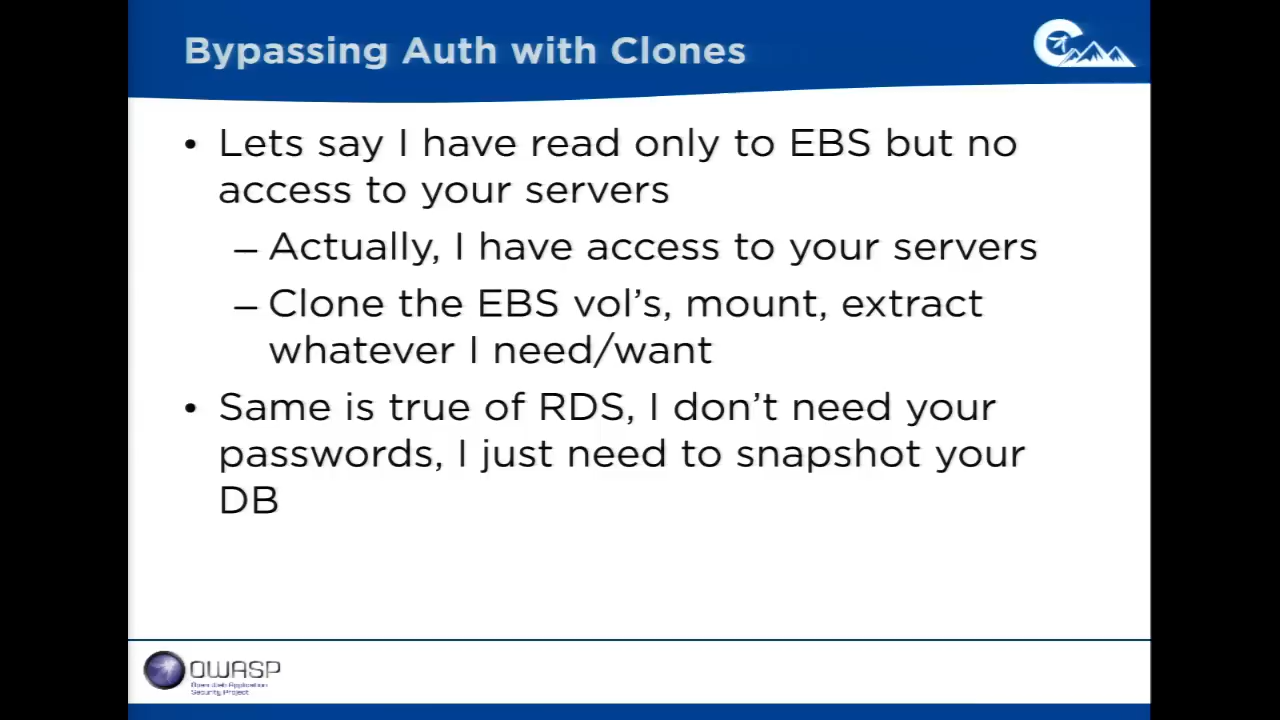 Bypassing Auth with Clones
• Lets say I have read only to EBS but no
access to your servers
– Actually, I have access to your servers
– Clone the EBS vol’s, mount, extract
whatever I need/want
• Same is true of RDS, I don’t need your
passwords, I just need to snapshot your
DB
OWASP
Open Web Application
Security Project